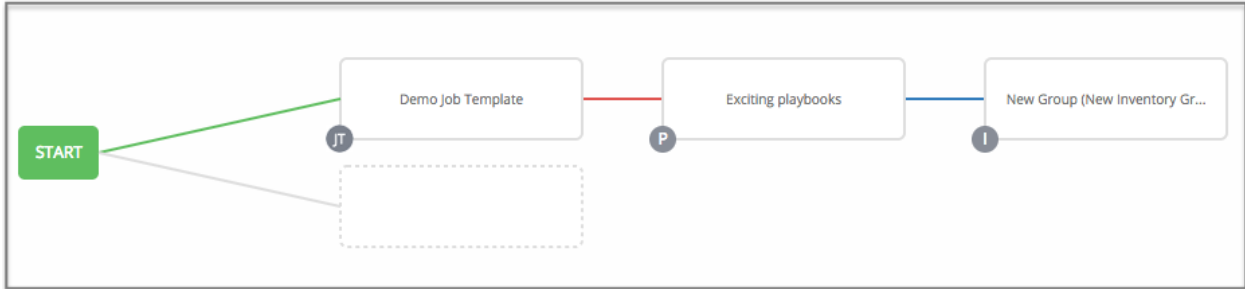 START
Demo Job Template
JT
Exciting playbooks
P
New Group (New Inventory Gr...
I